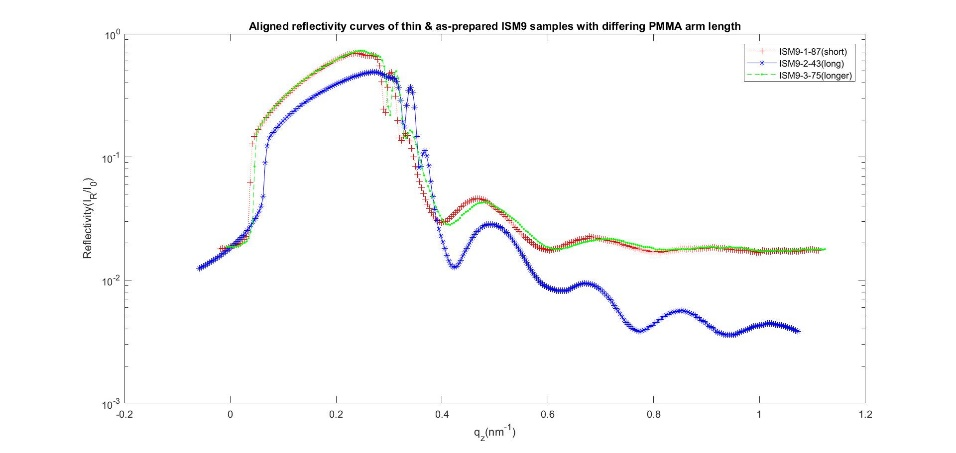 Aligned reflectivity curves of thin & as-prepared ISM9 samples with differing PMMA arm length
ISM9-1-87(short)
ISM9-2-43(long)
ISM9-3-75(longer)
10^0
10^-1
10^-2
10^-3
Reflectivity(I_R/I_0)
-0.2 0 0.2 0.4 0.6 0.8 1 1.2
q_z(nm^-1)